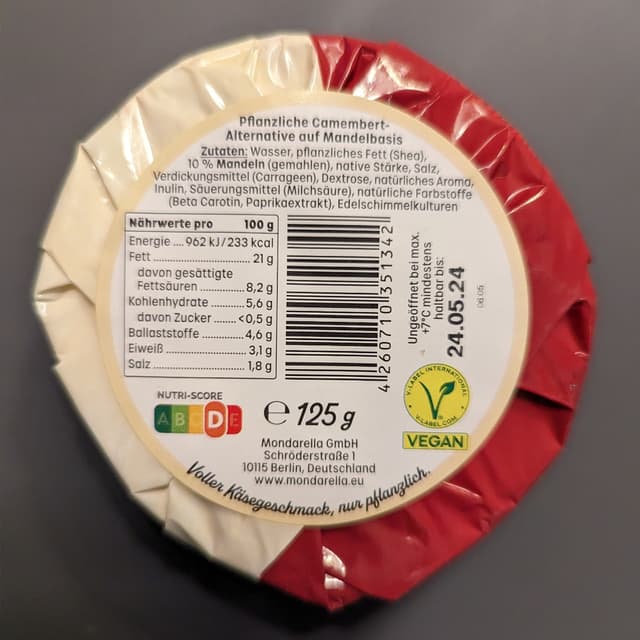 Pflanzliche Camembert-
Alternative auf Mandelbasis
Zutaten: Wasser, pflanzliches Fett (Shea),
10 % Mandeln (gemahlen), native Stärke, Salz,
Verdickungsmittel (Carrageen), Dextrose, natürliches Aroma,
Inulin, Säuerungsmittel (Milchsäure), natürliche Farbstoffe
(Beta Carotin, Paprikaextrakt), Edelschimmelkulturen
Nährwerte pro 100 g
Energie .... 962 kJ/233 kcal
Fett ........ 21 g
davon gesättigte
Fettsäuren ........ 8,2 g
Kohlenhydrate ........ 5,6 g
davon Zucker ........ <0,5 g
Ballaststoffe ........ 4,6 g
Eiweiß ........ 3,1 g
Salz ........ 1,8 g
4 260710 351342
Ungeöffnet bei max.
+7°C mindestens
haltbar bis:
24.05.24
06:05
NUTRI-SCORE
A B C D E
e 125 g
V-LABEL INTERNATIONAL
V-LABEL.COM
VEGAN
Mondarella GmbH
Schröderstraße 1
10115 Berlin, Deutschland
www.mondarella.eu
Voller Käsegeschmack, nur pflanzlich.